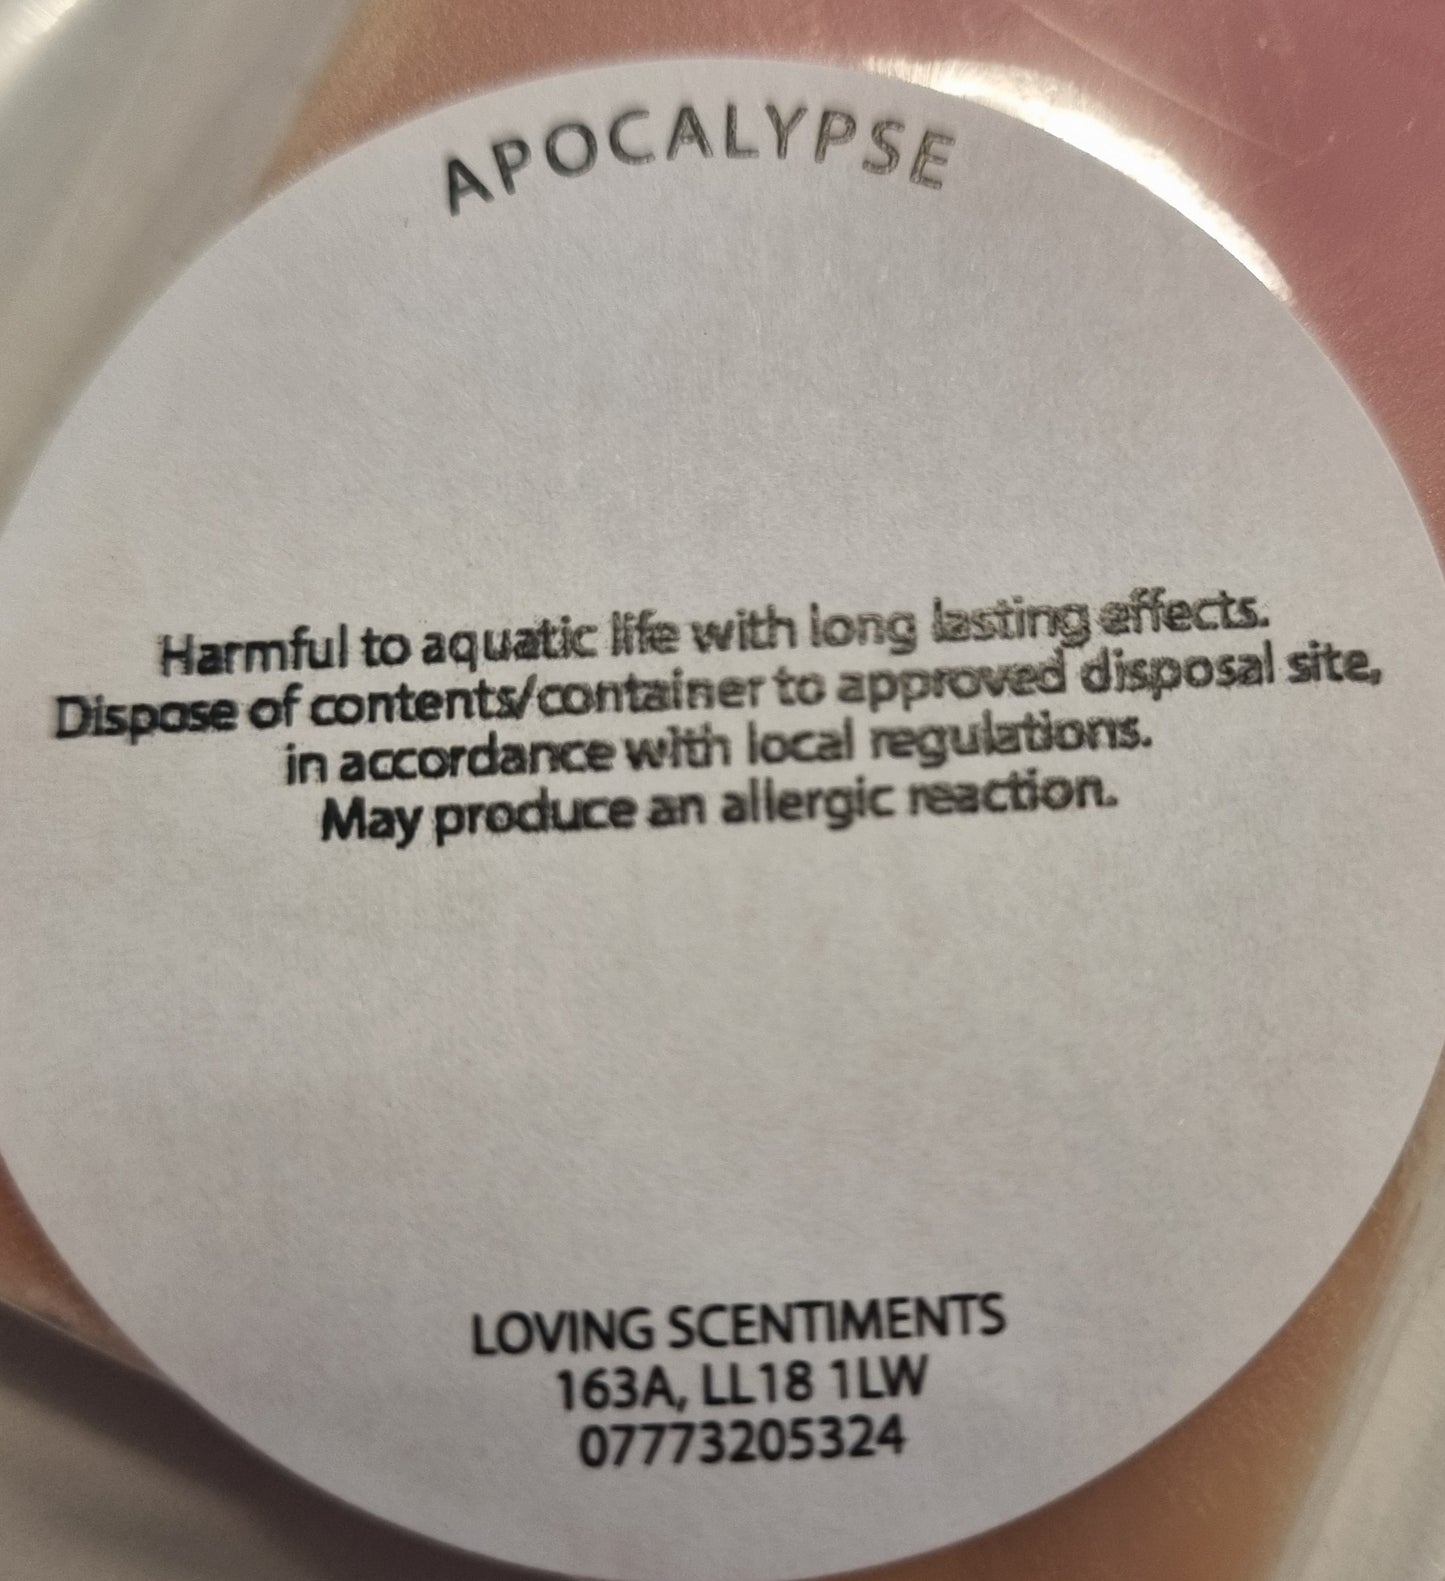 APOCALYPSE
Harmful to aquatic life with long lasting effects.
Dispose of contents/container to approved disposal site,
in accordance with local regulations.
May produce an allergic reaction.
LOVING SCENTIMENTS
163A, LL18 1LW
07773205324